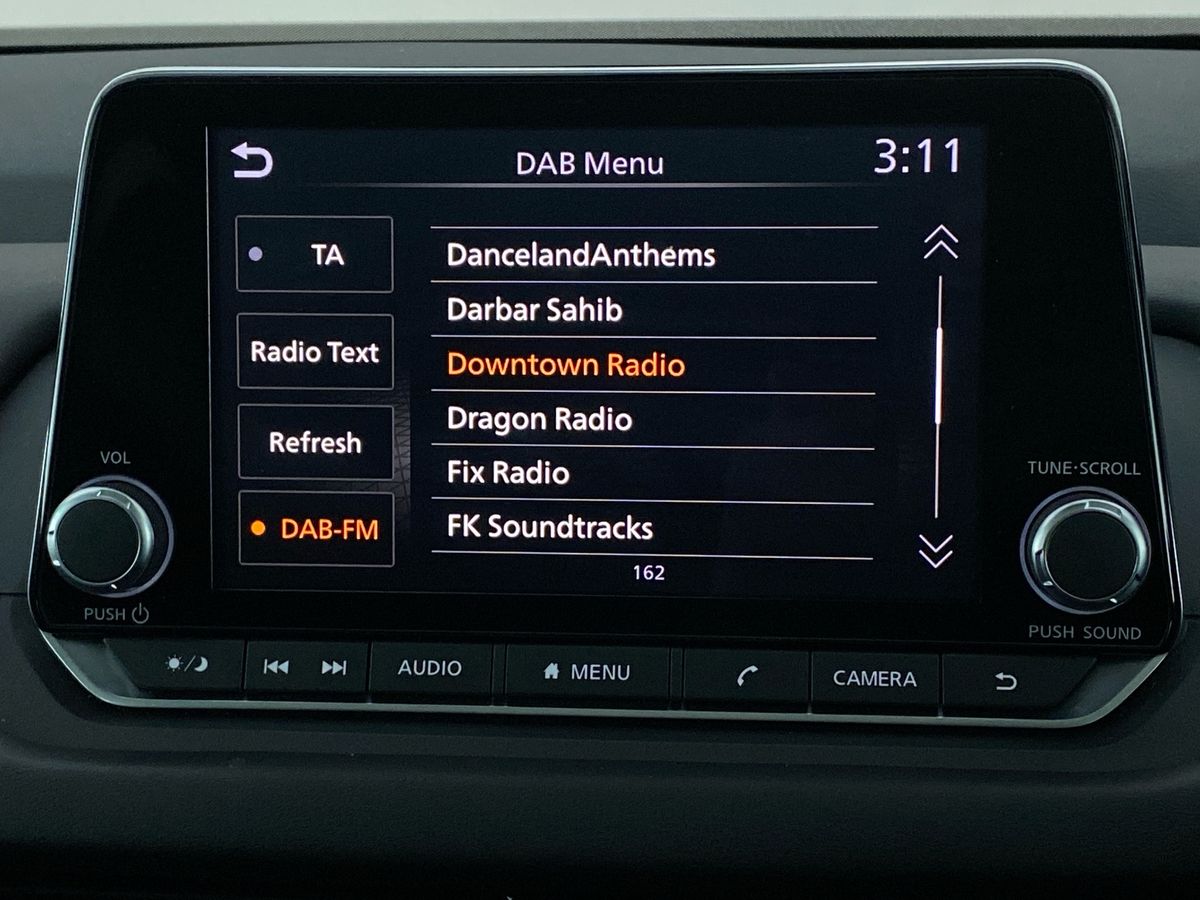 DAB Menu
3:11
TA
Radio Text
Refresh
DAB-FM
DancelandAnthems
Darbar Sahib
Downtown Radio
Dragon Radio
Fix Radio
FK Soundtracks
162
VOL
PUSH
TUNE·SCROLL
PUSH SOUND
AUDIO
MENU
CAMERA